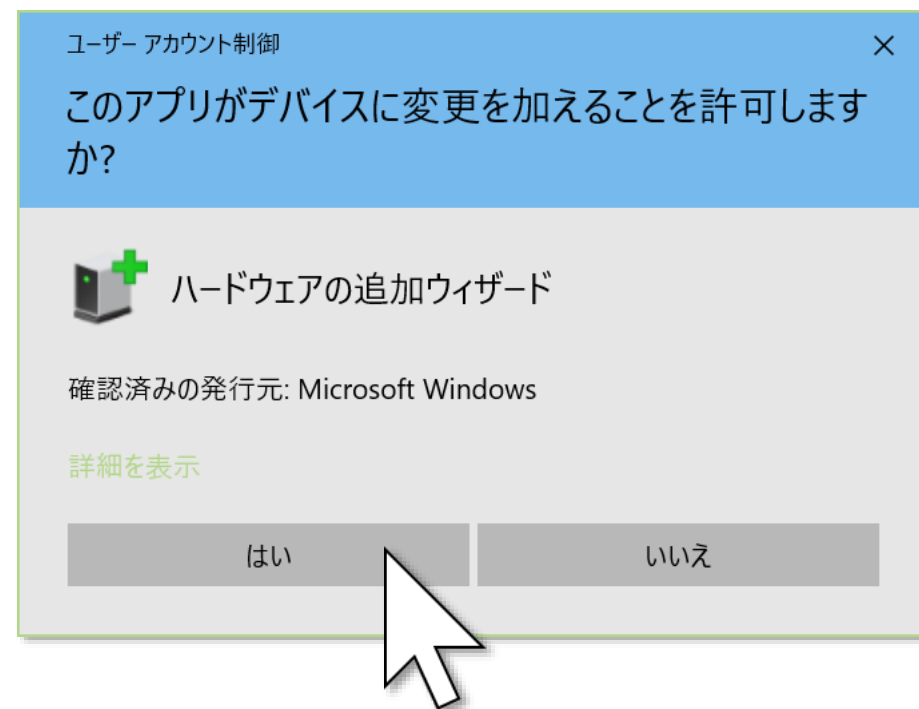 ユーザー アカウント制御
このアプリがデバイスに変更を加えることを許可します
か?
ハードウェアの追加ウィザード
確認済みの発行元: Microsoft Windows
詳細を表示
はい
いいえ